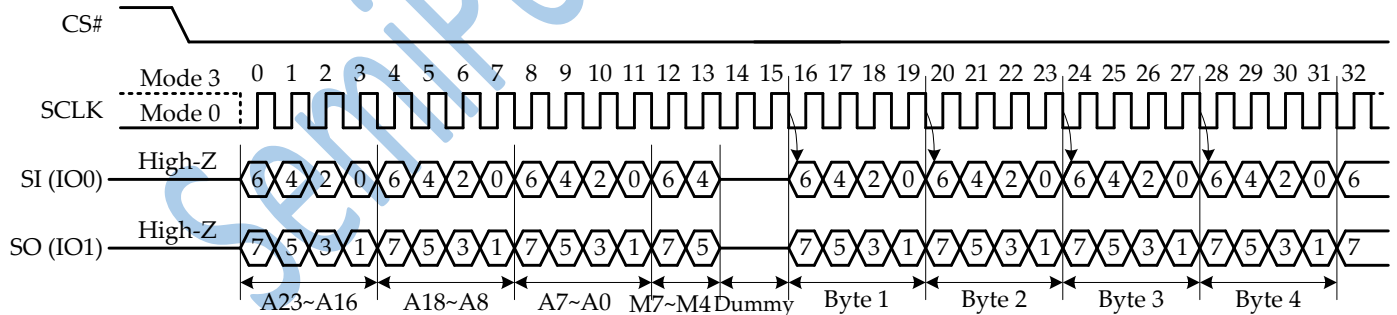 CS#
Mode 3 0 1 2 3 4 5 6 7 8 9 10 11 12 13 14 15 16 17 18 19 20 21 22 23 24 25 26 27 28 29 30 31 32
SCLK Mode 0
SI (IO0) High-Z 6 4 2 0 6 4 2 0 6 4 2 0 6 4 6 4 2 0 6 4 2 0 6 4 2 0 6 4 2 0 6
SO (IO1) High-Z 7 5 3 1 7 5 3 1 7 5 3 1 7 5 7 5 3 1 7 5 3 1 7 5 3 1 7 5 3 1 7
A23~A16 A18~A8 A7~A0 M7~M4 Dummy Byte 1 Byte 2 Byte 3 Byte 4